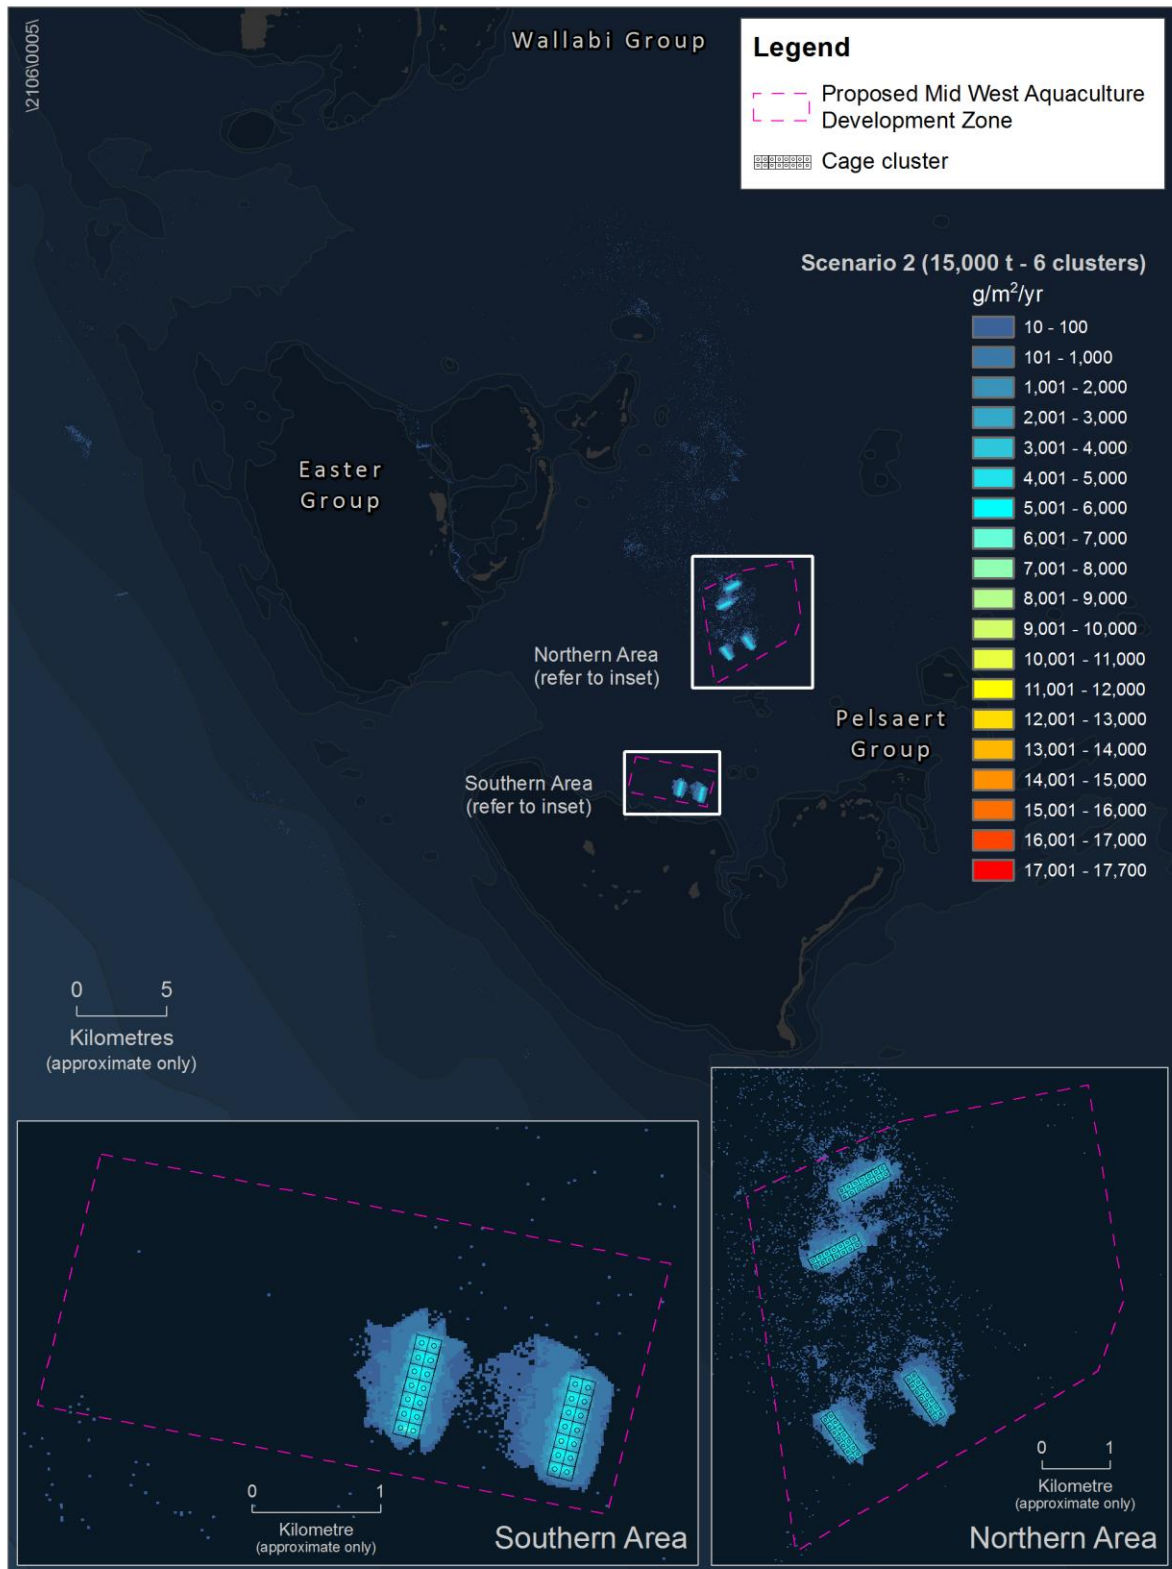 \2106\0005\
Wallabi Group
Legend
Proposed Mid West Aquaculture
Development Zone
Cage cluster
Scenario 2 (15,000 t - 6 clusters)
g/m²/yr
10 - 100
101 - 1,000
1,001 - 2,000
2,001 - 3,000
3,001 - 4,000
4,001 - 5,000
5,001 - 6,000
6,001 - 7,000
7,001 - 8,000
8,001 - 9,000
9,001 - 10,000
10,001 - 11,000
11,001 - 12,000
12,001 - 13,000
13,001 - 14,000
14,001 - 15,000
15,001 - 16,000
16,001 - 17,000
17,001 - 17,700
Easter
Group
Northern Area
(refer to inset)
Pelsaert
Group
Southern Area
(refer to inset)
0 5
Kilometres
(approximate only)
0 1
Kilometre
(approximate only)
Southern Area
0 1
Kilometre
(approximate only)
Northern Area